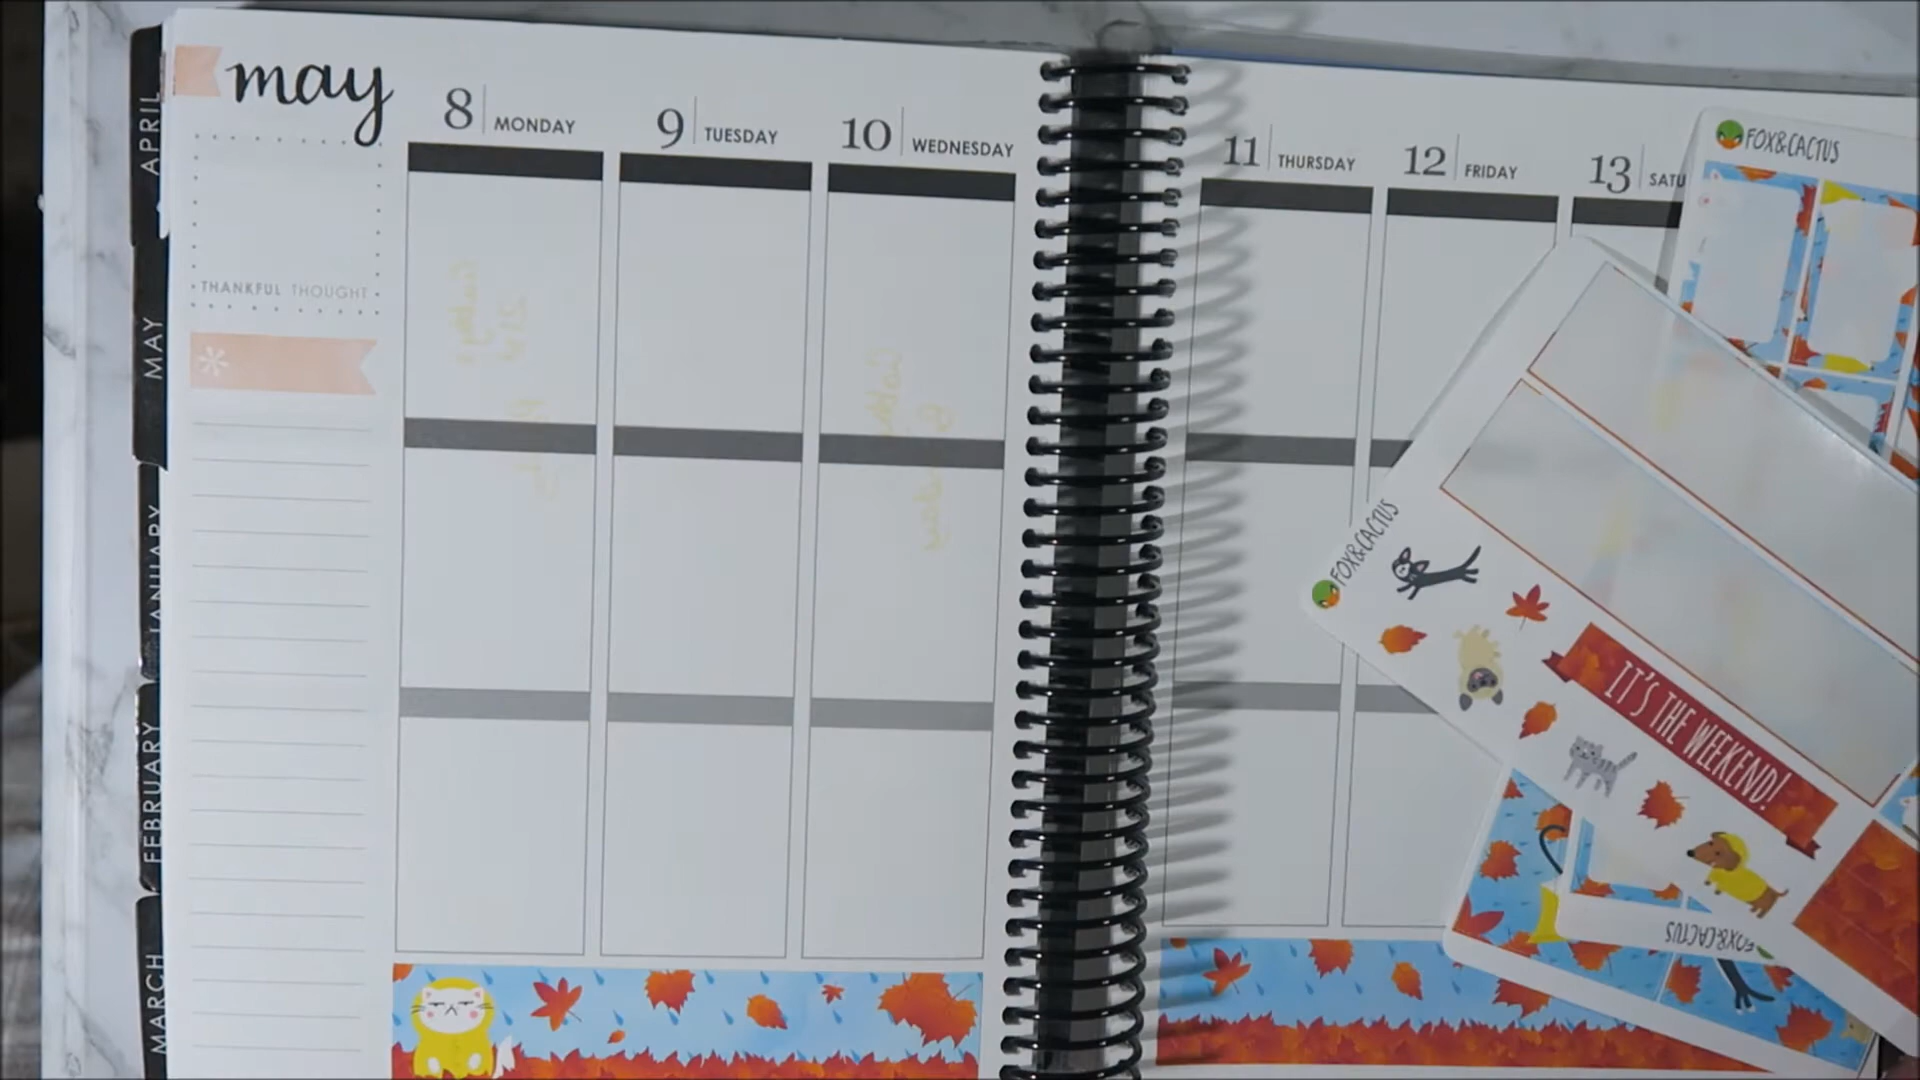 may
8 MONDAY
9 TUESDAY
10 WEDNESDAY
11 THURSDAY
12 FRIDAY
13 SATU
THANKFUL THOUGHT
APRIL
MAY
JANUARY
FEBRUARY
MARCH
FOX&CACTUS
FOX&CACTUS
IT'S THE WEEKEND!
FOX&CACTUS